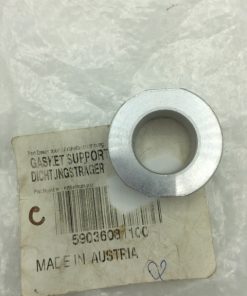 GASKET SUPPORT
DICHTUNGSTRÄGER
C
5903608/100
MADE IN AUSTRIA